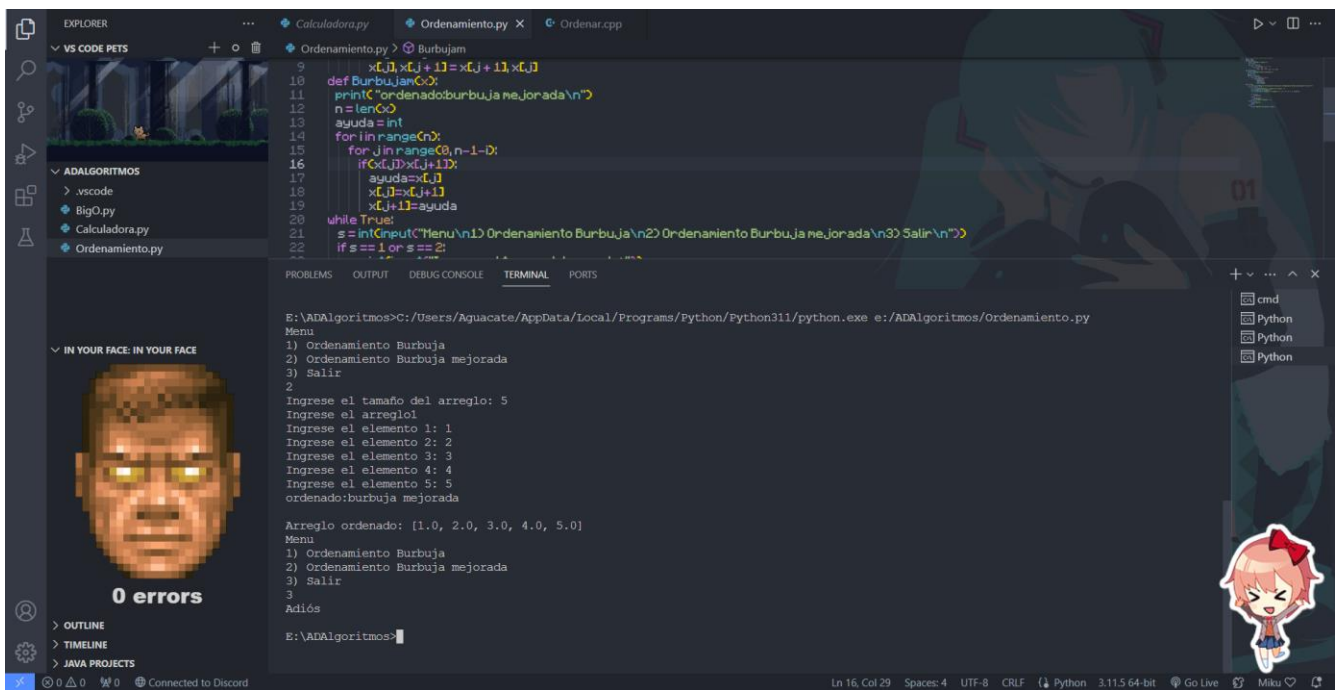 EXPLORER
VS CODE PETS
ADALGORITMOS
.vscode
BigO.py
Calculadora.py
Ordenamiento.py
IN YOUR FACE: IN YOUR FACE
0 errors
OUTLINE
TIMELINE
JAVA PROJECTS
Calculadora.py
Ordenamiento.py
Ordenar.cpp
Ordenamiento.py > Burbujam
9 x[j],x[j+1]=x[j+1],x[j]
10 def Burbujam(x):
11 print("ordenado:burbuja mejorada\n")
12 n=len(x)
13 ayuda=int
14 for i in range(n):
15 for j in range(0,n-1-i):
16 if(x[j]>x[j+1]):
17 ayuda=x[j]
18 x[j]=x[j+1]
19 x[j+1]=ayuda
20 while True:
21 s=int(input("Menu\n1) Ordenamiento Burbuja\n2) Ordenamiento Burbuja mejorada\n3) Salir\n"))
22 if s==1 or s==2:
01
PROBLEMS OUTPUT DEBUG CONSOLE TERMINAL PORTS
E:\ADAlgoritmos>C:/Users/Aguacate/AppData/Local/Programs/Python/Python311/python.exe e:/ADAlgoritmos/Ordenamiento.py
Menu
1) Ordenamiento Burbuja
2) Ordenamiento Burbuja mejorada
3) Salir
2
Ingrese el tamaño del arreglo: 5
Ingrese el arreglo1
Ingrese el elemento 1: 1
Ingrese el elemento 2: 2
Ingrese el elemento 3: 3
Ingrese el elemento 4: 4
Ingrese el elemento 5: 5
ordenado:burbuja mejorada
Arreglo ordenado: [1.0, 2.0, 3.0, 4.0, 5.0]
Menu
1) Ordenamiento Burbuja
2) Ordenamiento Burbuja mejorada
3) Salir
3
Adiós
E:\ADAlgoritmos>
cmd
Python
Python
Python
0 0 0 Connected to Discord
Ln 16, Col 29 Spaces: 4 UTF-8 CRLF Python 3.11.5 64-bit Go Live Miku